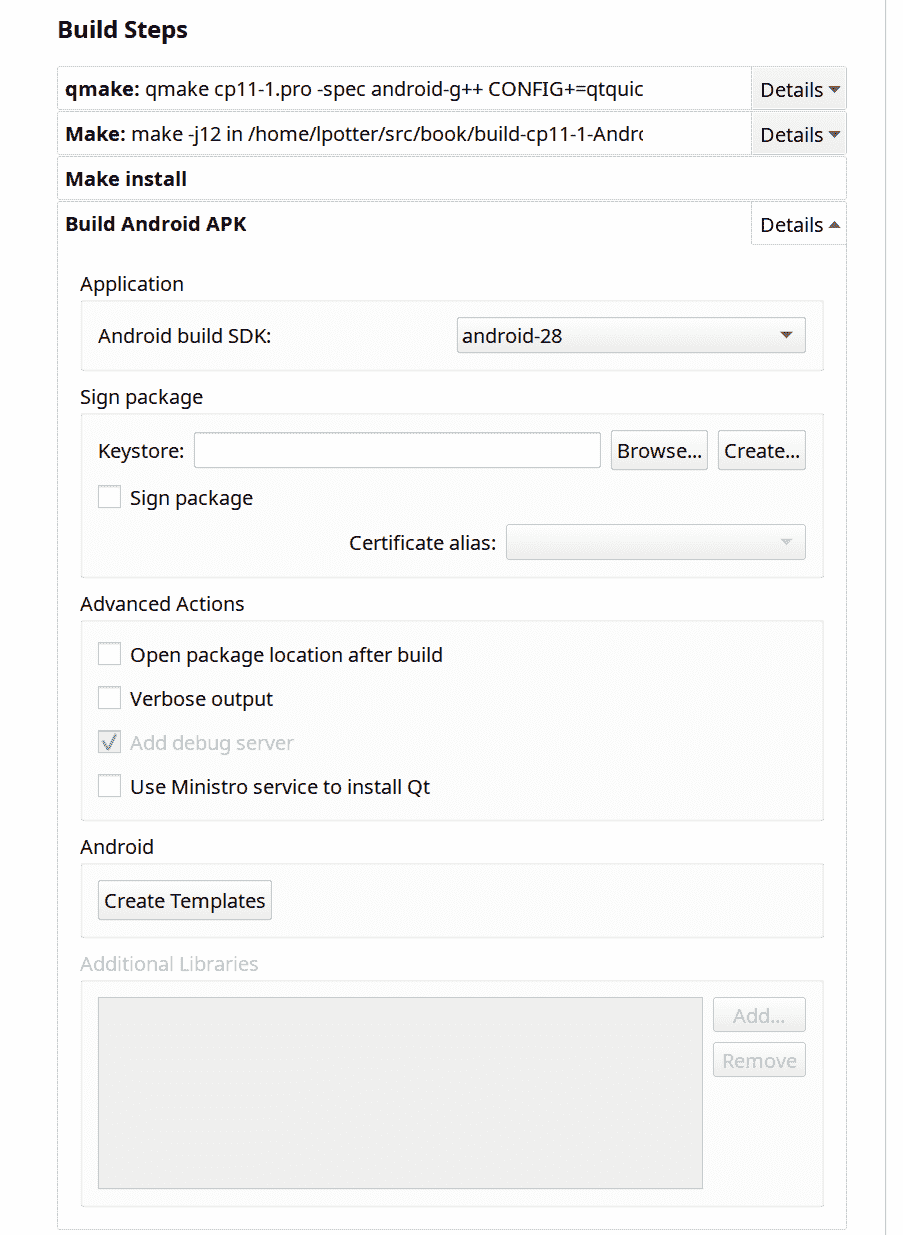 Build Steps
qmake: qmake cp11-1.pro -spec android-g++ CONFIG+=qtquic Details
Make: make -j12 in /home/lpotter/src/book/build-cp11-1-Andro Details
Make install
Build Android APK Details
Application
Android build SDK: android-28
Sign package
Keystore: Browse... Create...
Sign package
Certificate alias:
Advanced Actions
Open package location after build
Verbose output
Add debug server
Use Ministro service to install Qt
Android
Create Templates
Additional Libraries
Add...
Remove